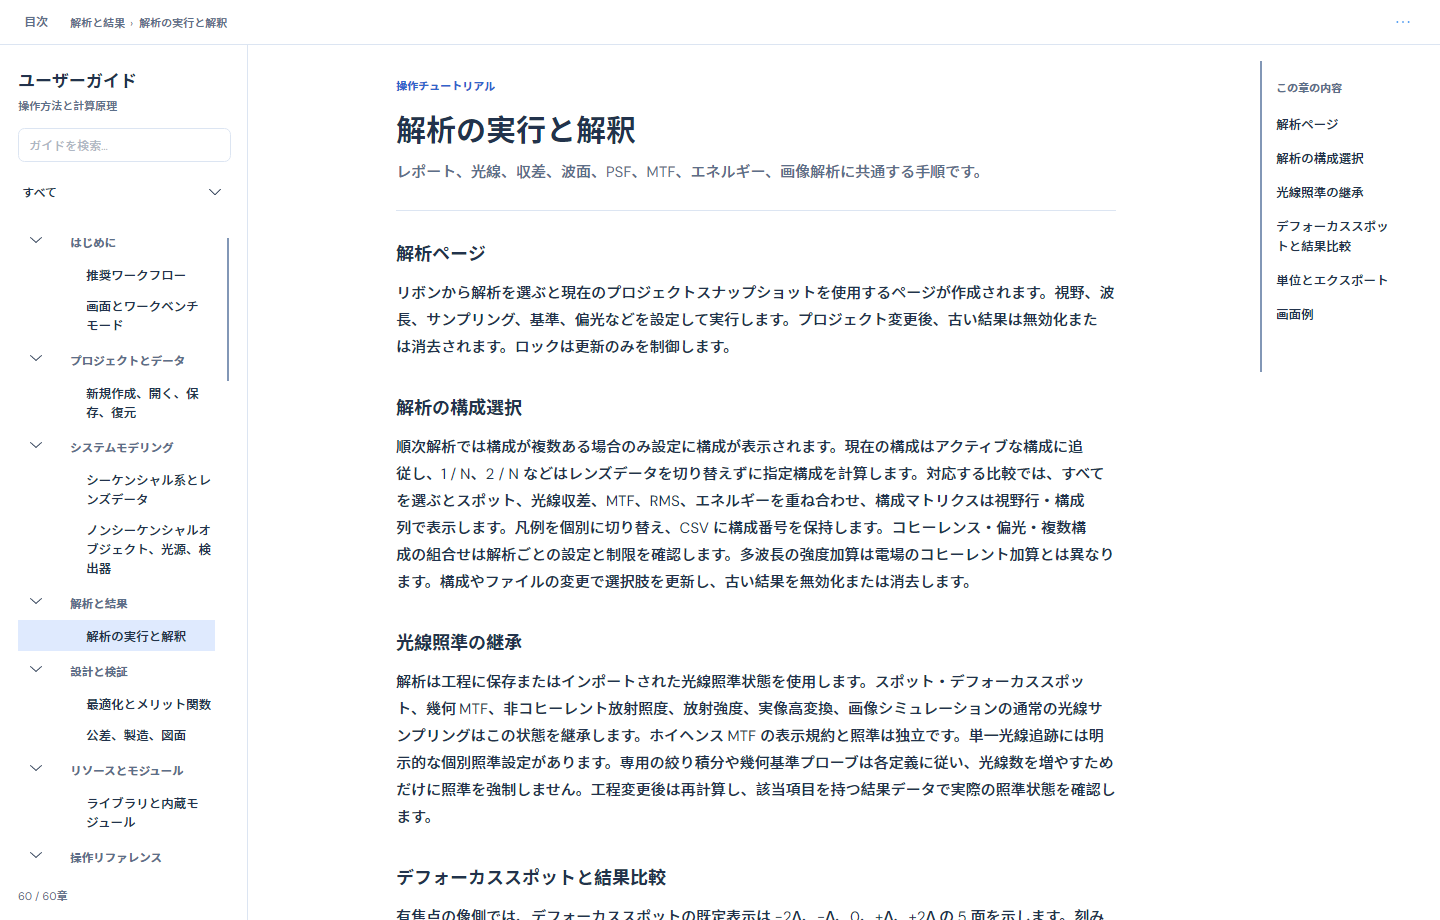 目次
解析と結果 › 解析の実行と解釈
···
ユーザーガイド
操作方法と計算原理
ガイドを検索…
すべて
はじめに
推奨ワークフロー
画面とワークベンチ
モード
プロジェクトとデータ
新規作成、開く、保
存、復元
システムモデリング
シーケンシャル系とレ
ンズデータ
ノンシーケンシャルオ
ブジェクト、光源、検
出器
解析と結果
解析の実行と解釈
設計と検証
最適化とメリット関数
公差、製造、図面
リソースとモジュール
ライブラリと内蔵モ
ジュール
操作リファレンス
60 / 60章
操作チュートリアル
解析の実行と解釈
レポート、光線、収差、波面、PSF、MTF、エネルギー、画像解析に共通する手順です。
解析ページ
リボンから解析を選ぶと現在のプロジェクトスナップショットを使用するページが作成されます。視野、波
長、サンプリング、基準、偏光などを設定して実行します。プロジェクト変更後、古い結果は無効化また
は消去されます。ロックは更新のみを制御します。
解析の構成選択
順次解析では構成が複数ある場合のみ設定に構成が表示されます。現在の構成はアクティブな構成に追
従し、1 / N、2 / N などはレンズデータを切り替えずに指定構成を計算します。対応する比較では、すべて
を選ぶとスポット、光線収差、MTF、RMS、エネルギーを重ね合わせ、構成マトリクスは視野行・構成
列で表示します。凡例を個別に切り替え、CSV に構成番号を保持します。コヒーレンス・偏光・複数構
成の組合せは解析ごとの設定と制限を確認します。多波長の強度加算は電場のコヒーレント加算とは異なり
ます。構成やファイルの変更で選択肢を更新し、古い結果を無効化または消去します。
光線照準の継承
解析は工程に保存またはインポートされた光線照準状態を使用します。スポット・デフォーカススポッ
ト、幾何 MTF、非コヒーレント放射照度、放射強度、実像高変換、画像シミュレーションの通常の光線サ
ンプリングはこの状態を継承します。ホイヘンス MTF の表示規約と照準は独立です。単一光線追跡には明
示的な個別照準設定があります。専用の絞り積分や幾何基準プローブは各定義に従い、光線数を増やすため
だけに照準を強制しません。工程変更後は再計算し、該当項目を持つ結果データで実際の照準状態を確認し
ます。
デフォーカススポットと結果比較
有焦点の像側では、デフォーカススポットの既定表示は −2Δ、−Δ、0、+Δ、+2Δ の 5 面を示します。刻み
この章の内容
解析ページ
解析の構成選択
光線照準の継承
デフォーカススポッ
トと結果比較
単位とエクスポート
画面例